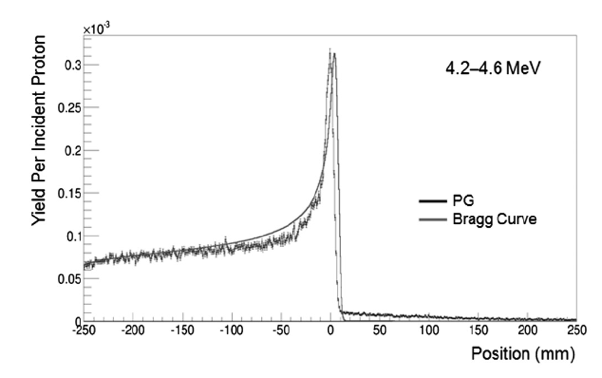 ×10⁻³
Yield Per Incident Proton
0.3
0.25
0.2
0.15
0.1
0.05
0
4.2–4.6 MeV
PG
Bragg Curve
-250 -200 -150 -100 -50 0 50 100 150 200 250
Position (mm)